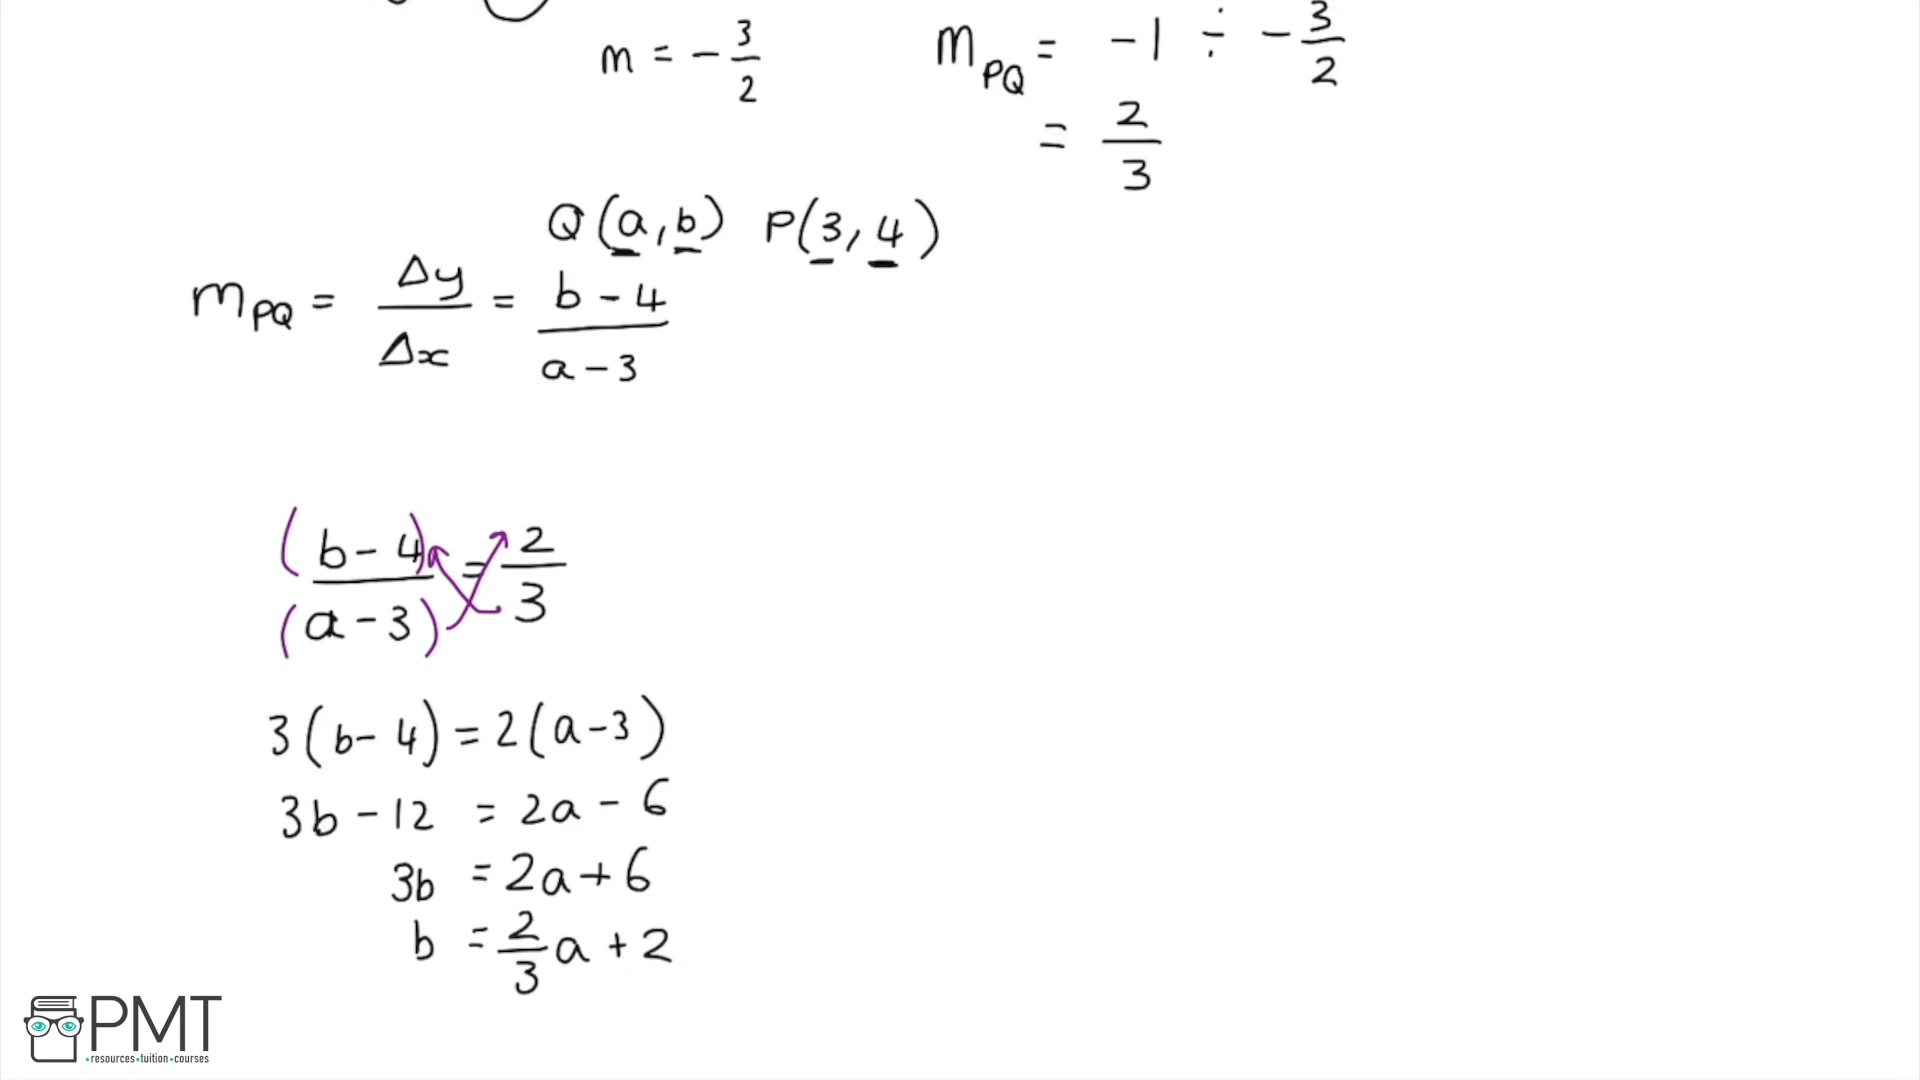 m = -3/2
m_PQ = -1 ÷ -3/2
= 2/3
Q(a,b) P(3,4)
m_PQ = Δy/Δx = b-4/a-3
(b-4)/(a-3) = 2/3
3(b-4) = 2(a-3)
3b-12 = 2a-6
3b = 2a+6
b = 2/3a+2
PMT
•resources•tuition•courses